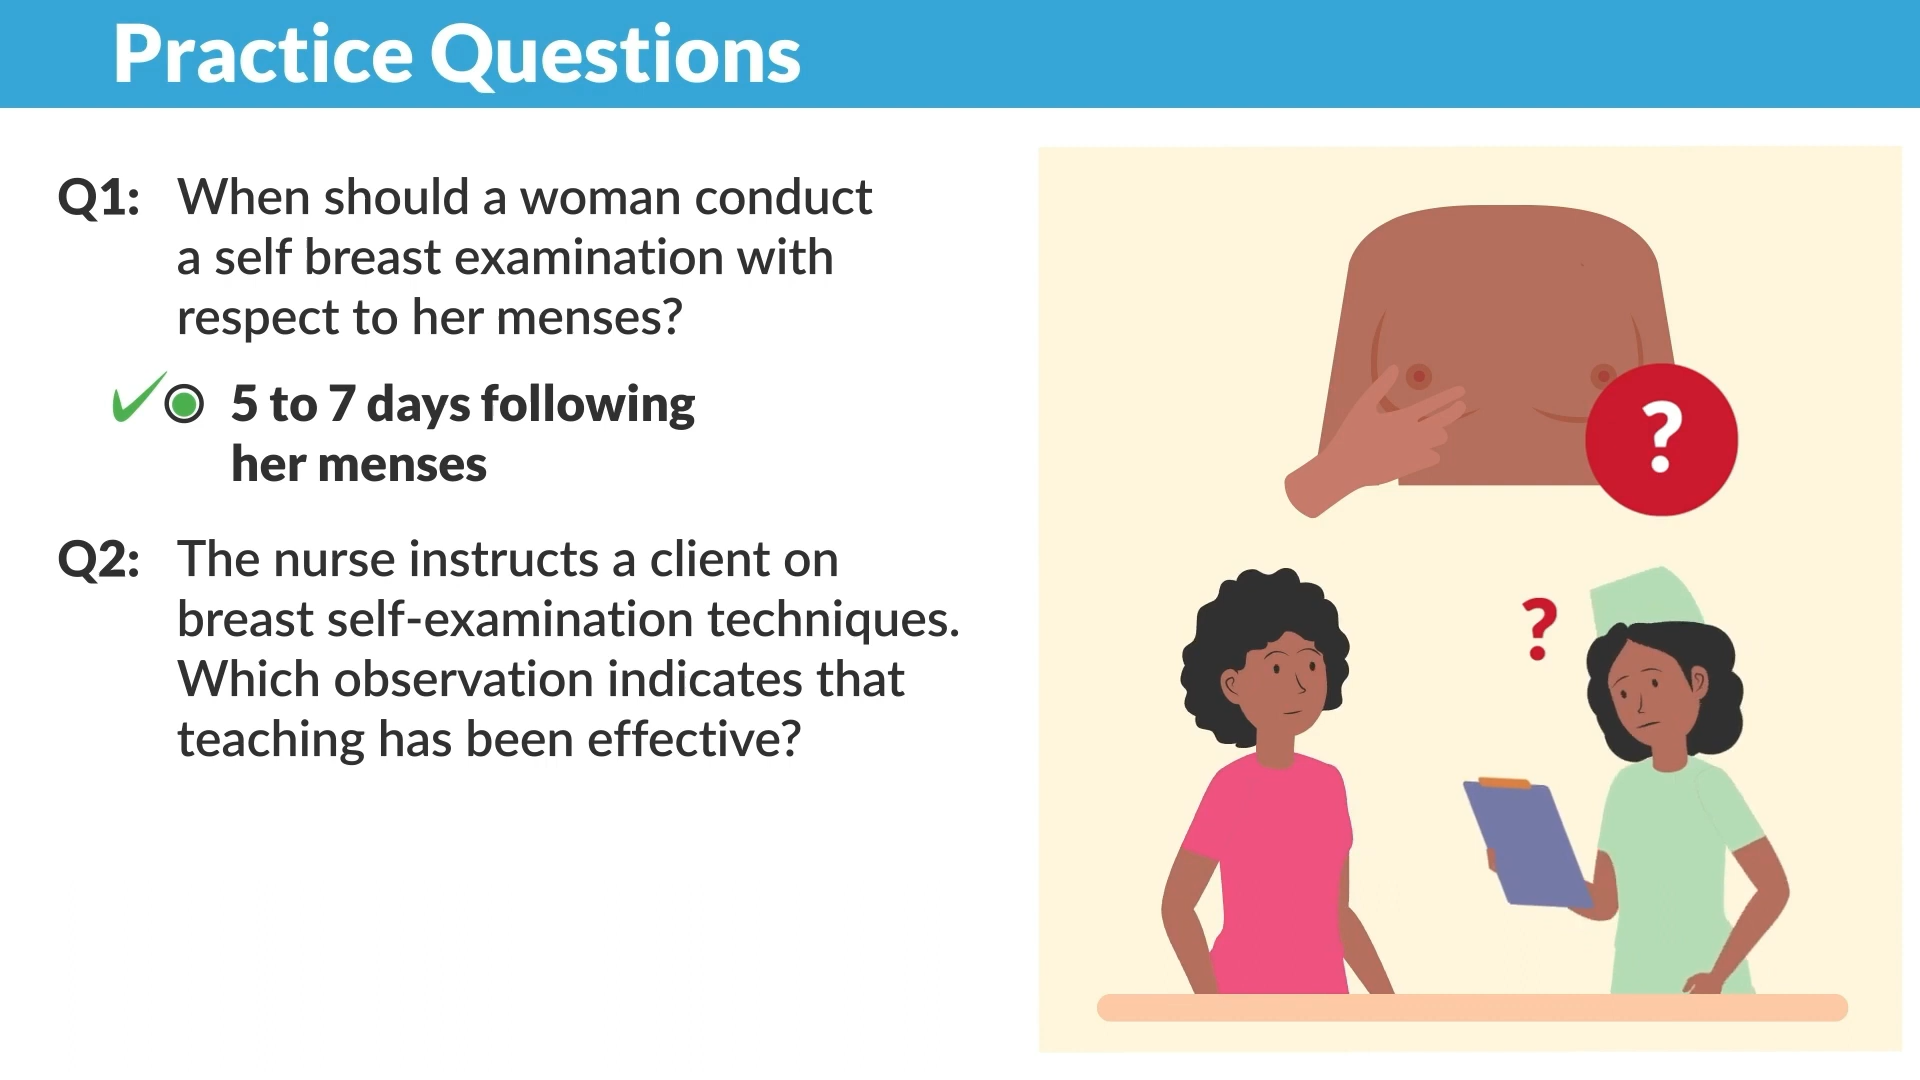 Practice Questions
Q1: When should a woman conduct
a self breast examination with
respect to her menses?
5 to 7 days following
her menses
Q2: The nurse instructs a client on
breast self-examination techniques.
Which observation indicates that
teaching has been effective?
?
?